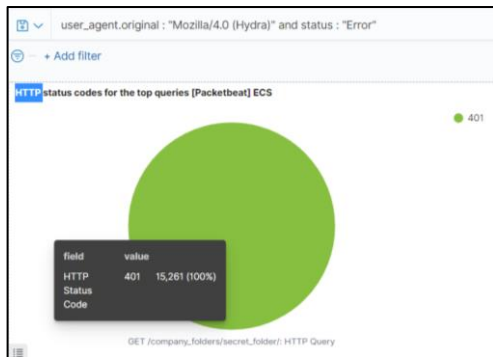 user_agent.original : "Mozilla/4.0 (Hydra)" and status : "Error"
+ Add filter
HTTP status codes for the top queries [Packetbeat] ECS
401
field value
HTTP 401 15,261 (100%)
Status
Code
GET /company_folders/secret_folder/: HTTP Query